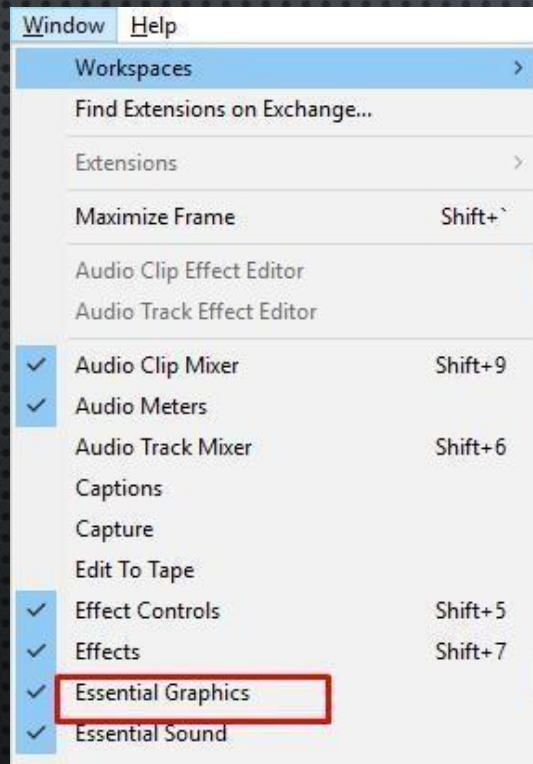 Window Help
Workspaces >
Find Extensions on Exchange...
Extensions >
Maximize Frame Shift+`
Audio Clip Effect Editor
Audio Track Effect Editor
Audio Clip Mixer Shift+9
Audio Meters
Audio Track Mixer Shift+6
Captions
Capture
Edit To Tape
Effect Controls Shift+5
Effects Shift+7
Essential Graphics
Essential Sound